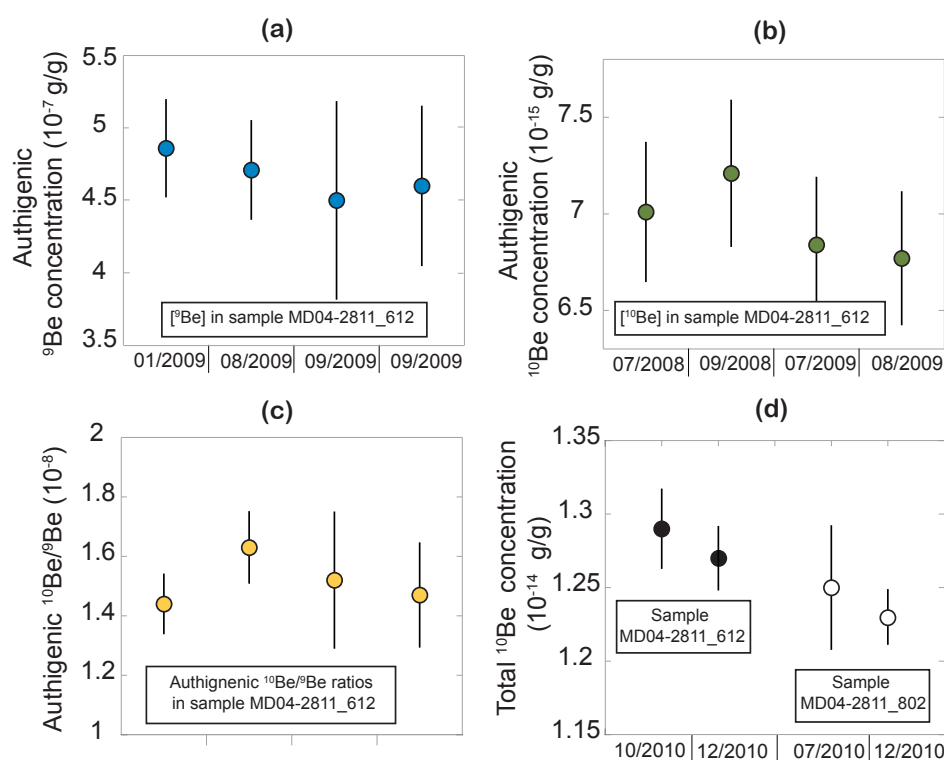 (a)
Authigenic
⁹Be concentration (10⁻⁷ g/g)
5.5
5
4.5
4
3.5
[⁹Be] in sample MD04-2811_612
01/2009 08/2009 09/2009 09/2009
(b)
Authigenic
¹⁰Be concentration (10⁻¹⁵ g/g)
7.5
7
6.5
[¹⁰Be] in sample MD04-2811_612
07/2008 09/2008 07/2009 08/2009
(c)
Authigenic ¹⁰Be/⁹Be (10⁻⁸)
2
1.8
1.6
1.4
1.2
1
Authignenic ¹⁰Be/⁹Be ratios
in sample MD04-2811_612
(d)
Total ¹⁰Be concentration
(10⁻¹⁴ g/g)
1.35
1.30
1.25
1.2
1.15
Sample
MD04-2811_612
Sample
MD04-2811_802
10/2010 12/2010 07/2010 12/2010